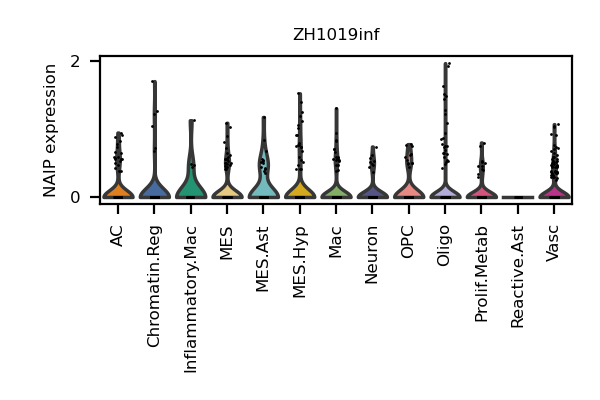 ZH1019inf
NAIP expression
2
0
AC
Chromatin.Reg
Inflammatory.Mac
MES
MES.Ast
MES.Hyp
Mac
Neuron
OPC
Oligo
Prolif.Metab
Reactive.Ast
Vasc